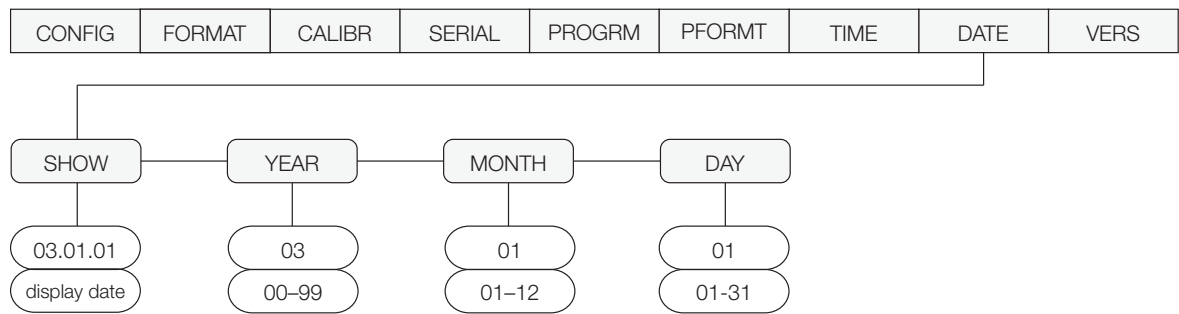 CONFIG FORMAT CALIBR SERIAL PROGRM PFORMT TIME DATE VERS
SHOW YEAR MONTH DAY
03.01.01 03 01 01
display date 00–99 01–12 01-31